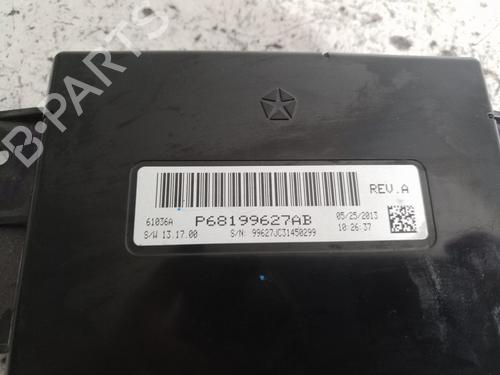 B-PARTS
REV.A
61036A P68199627AB 05/25/2013
S/W 13.17.00 S/N: 99627JC31450299 10:26:37